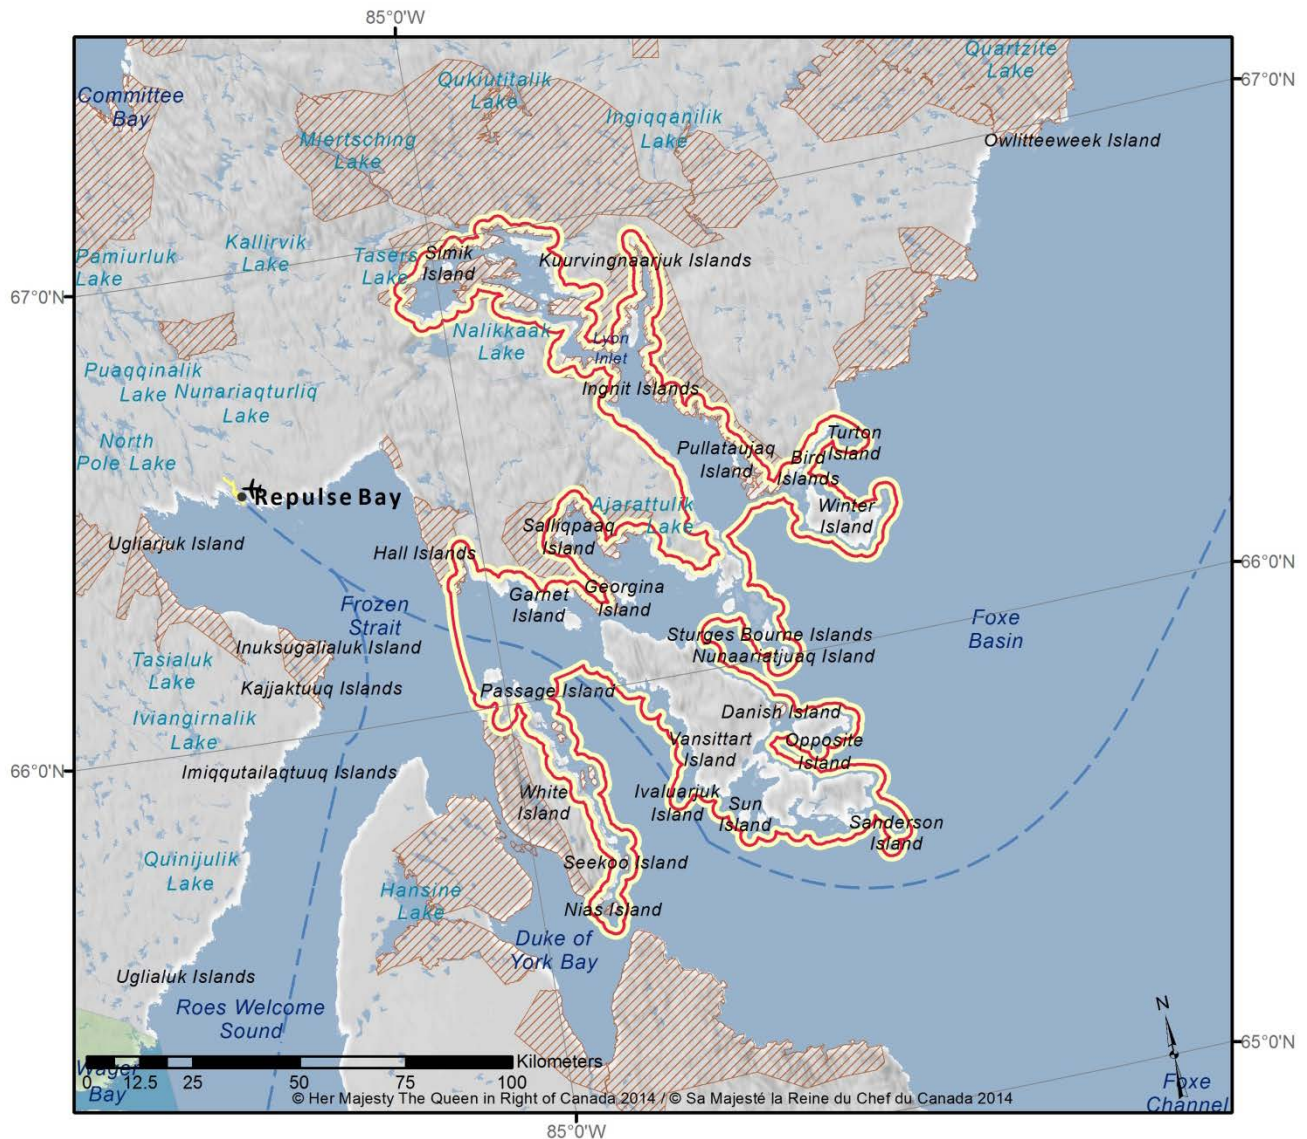 85°0'W
Quartzite
Lake
67°0'N
Qukiutitalik
Lake
Committee
Bay
Ingiqqanilik
Lake
Miertsching
Lake
Owlitteeweek Island
Kallirvik
Lake
Pamiurluk
Lake
Tasers
Lake
Simik
Island
Kuurvingnaarjuk Islands
67°0'N
Nalikkaak
Lake
Lyon
Inlet
Puaqqinalik
Lake
Nunariaqturliq
Lake
Ingnit Islands
North
Pole Lake
Pullataujaq
Island
Turton
Island
Bird
Islands
Repulse Bay
Winter
Island
Ajarattulik
Lake
Salliqpaaq
Island
Ugliarjuk Island
Hall Islands
66°0'N
Georgina
Island
Garnet
Island
Frozen
Strait
Foxe
Basin
Sturges Bourne Islands
Inuksugalialuk Island
Nunaariatjuaq Island
Tasialuk
Lake
Kajjaktuuq Islands
Passage Island
Iviangirnalik
Lake
Danish Island
Vansittart
Island
Opposite
Island
66°0'N
Imiqqutailaqtuuq Islands
White
Island
Ivaluarjuk
Island
Sun
Island
Sanderson
Island
Quinijulik
Lake
Seekoo Island
Hansine
Lake
Nias Island
Duke of
York Bay
Uglialuk Islands
Roes Welcome
Sound
N
65°0'N
Kilometers
Wager
Bay
0 12.5 25 50 75 100
Foxe
Channel
© Her Majesty The Queen in Right of Canada 2014 / © Sa Majesté la Reine du Chef du Canada 2014
85°0'W